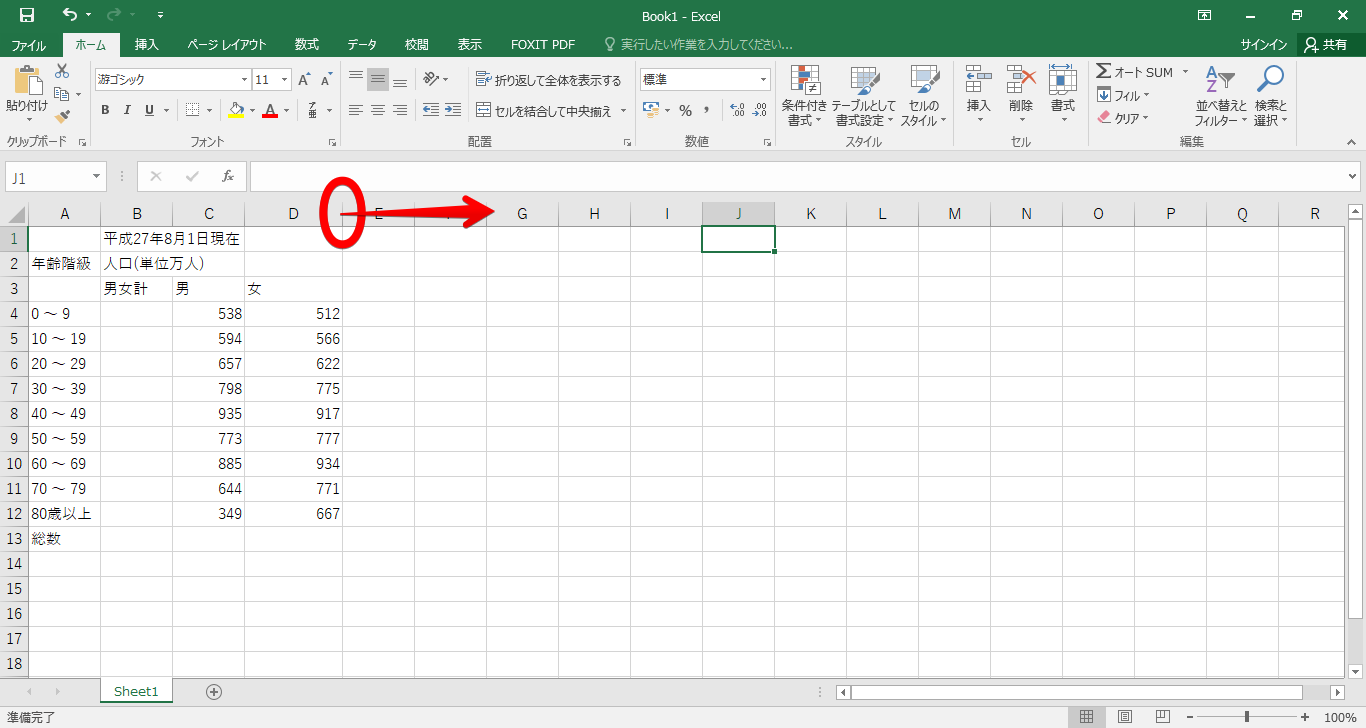 Book1 - Excel
ファイル ホーム 挿入 ページ レイアウト 数式 データ 校閲 表示 FOXIT PDF 実行したい作業を入力してください... サインイン 共有
貼り付け
クリップボード
游ゴシック 11
B I U A
フォント
折り返して全体を表示する
セルを結合して中央揃え
配置
標準
% ,
数値
条件付き書式
テーブルとして書式設定
セルのスタイル
スタイル
挿入 削除 書式
セル
Σ オート SUM
フィル
クリア
並べ替えとフィルター
検索と選択
編集
J1 fx
A B C D E G H I J K L M N O P Q R
1 平成27年8月1日現在
2 年齢階級 人口(単位万人)
3 男女計 男 女
4 0 ～ 9 538 512
5 10 ～ 19 594 566
6 20 ～ 29 657 622
7 30 ～ 39 798 775
8 40 ～ 49 935 917
9 50 ～ 59 773 777
10 60 ～ 69 885 934
11 70 ～ 79 644 771
12 80歳以上 349 667
13 総数
14
15
16
17
18
Sheet1
準備完了 100%